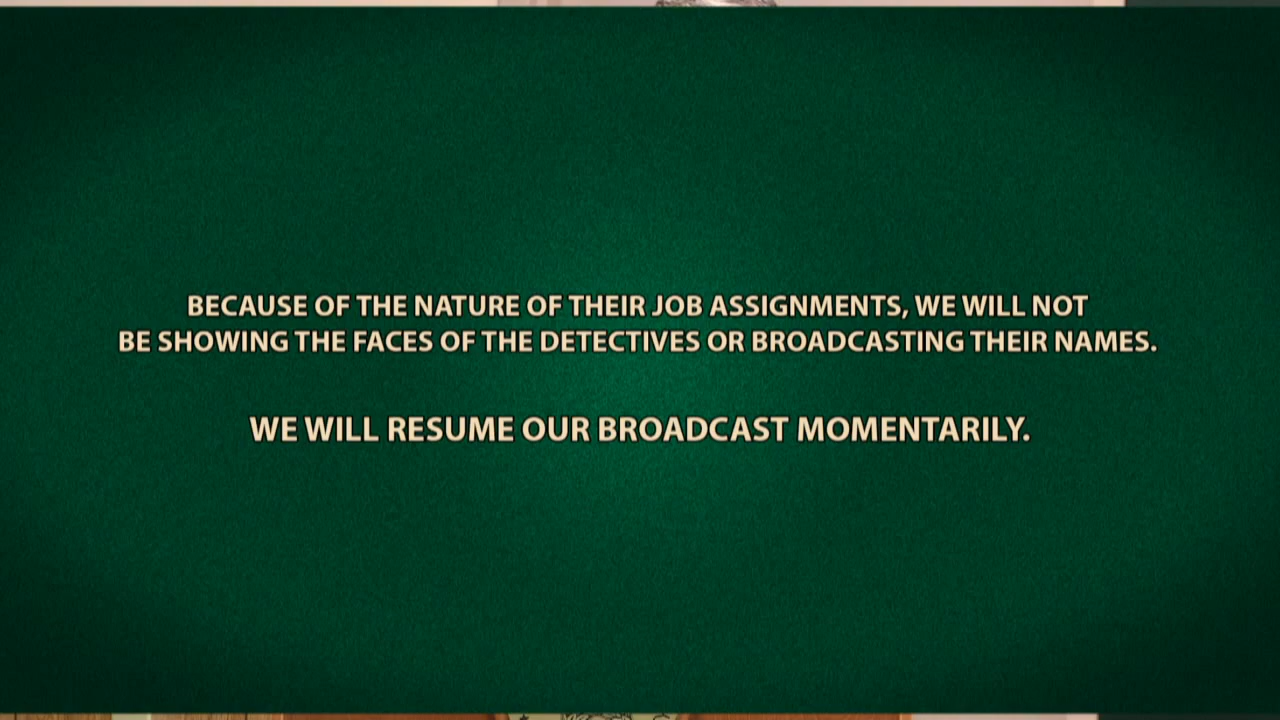 BECAUSE OF THE NATURE OF THEIR JOB ASSIGNMENTS, WE WILL NOT
BE SHOWING THE FACES OF THE DETECTIVES OR BROADCASTING THEIR NAMES.
WE WILL RESUME OUR BROADCAST MOMENTARILY.